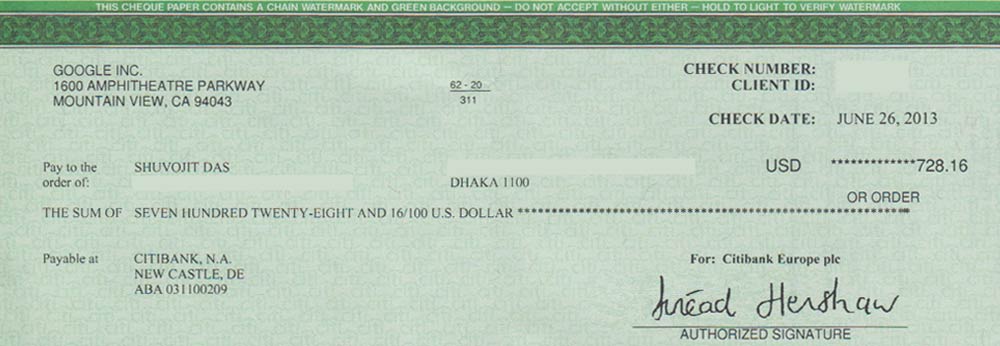 THIS CHEQUE PAPER CONTAINS A CHAIN WATERMARK AND GREEN BACKGROUND — DO NOT ACCEPT WITHOUT EITHER — HOLD TO LIGHT TO VERIFY WATERMARK
GOOGLE INC.
1600 AMPHITHEATRE PARKWAY
MOUNTAIN VIEW, CA 94043
62 - 20
311
CHECK NUMBER:
CLIENT ID:
CHECK DATE: JUNE 26, 2013
Pay to the order of: SHUVOJIT DAS
DHAKA 1100
USD *************728.16
OR ORDER
THE SUM OF SEVEN HUNDRED TWENTY-EIGHT AND 16/100 U.S. DOLLAR
Payable at CITIBANK, N.A.
NEW CASTLE, DE
ABA 031100209
For: Citibank Europe plc
Hershaw
AUTHORIZED SIGNATURE